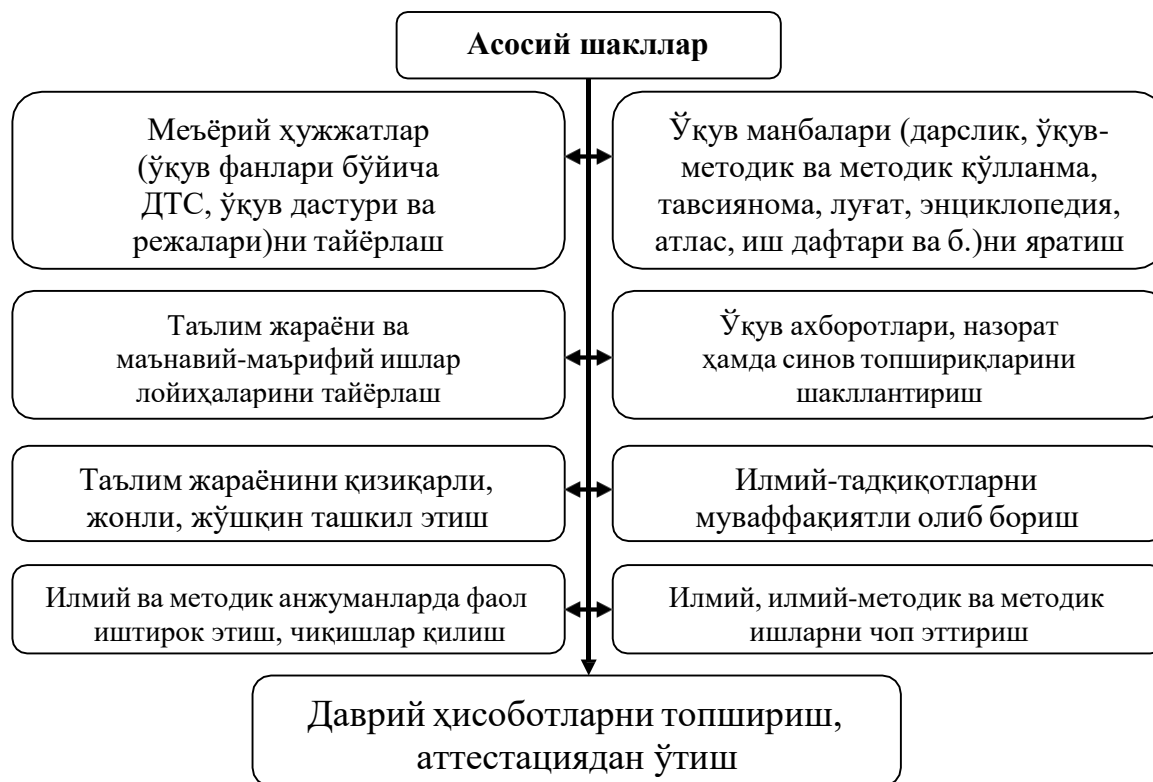 Асосий шакллар
Меъёрий ҳужжатлар
(ўқув фанлари бўйича
ДТС, ўқув дастури ва
режалари)ни тайёрлаш
Ўқув манбалари (дарслик, ўқув-
методик ва методик қўлланма,
тавсиянома, луғат, энциклопедия,
атлас, иш дафтари ва б.)ни яратиш
Таълим жараёни ва
маънавий-маърифий ишлар
лойиҳаларини тайёрлаш
Ўқув ахборотлари, назорат
ҳамда синов топшириқларини
шакллантириш
Таълим жараёнини қизиқарли,
жонли, жўшқин ташкил этиш
Илмий-тадқиқотларни
муваффақиятли олиб бориш
Илмий ва методик анжуманларда фаол
иштирок этиш, чиқишлар қилиш
Илмий, илмий-методик ва методик
ишларни чоп эттириш
Даврий ҳисоботларни топшириш,
аттестациядан ўтиш